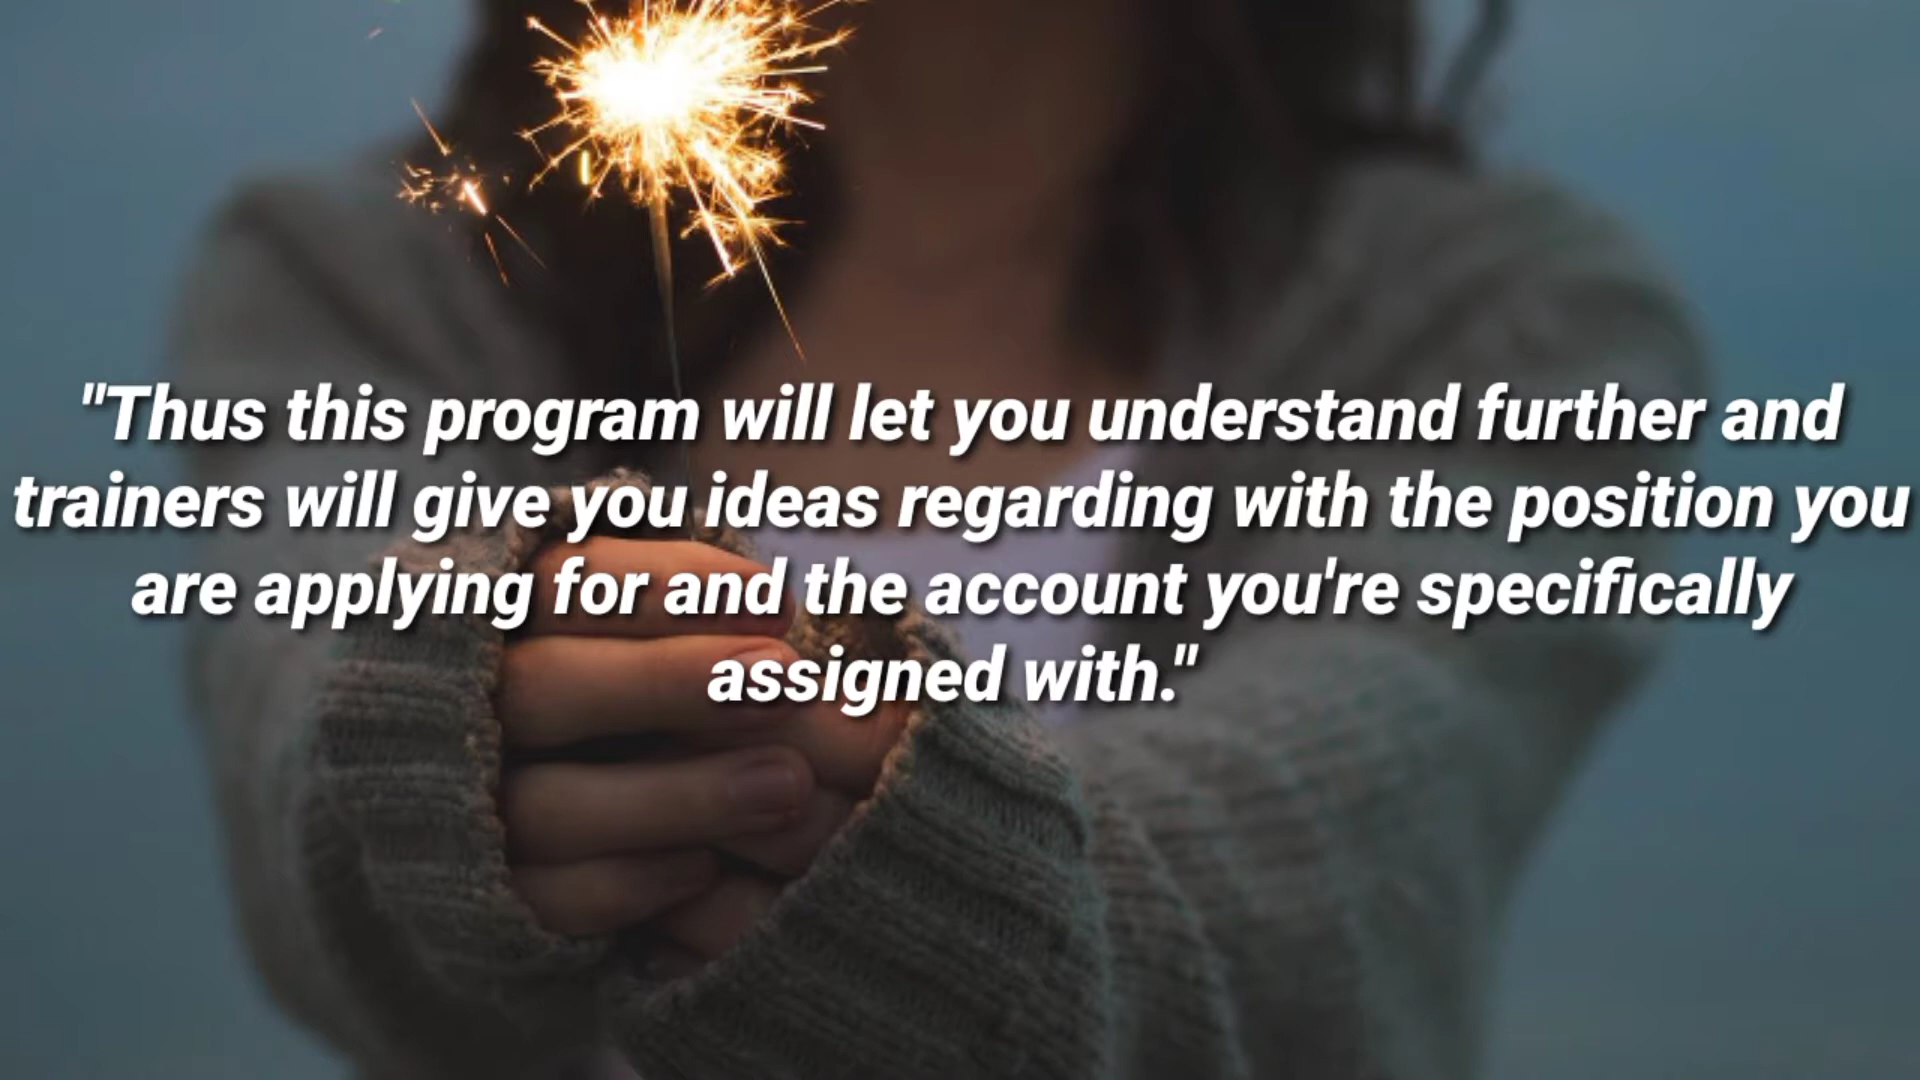 "Thus this program will let you understand further and
trainers will give you ideas regarding with the position you
are applying for and the account you're specifically
assigned with."